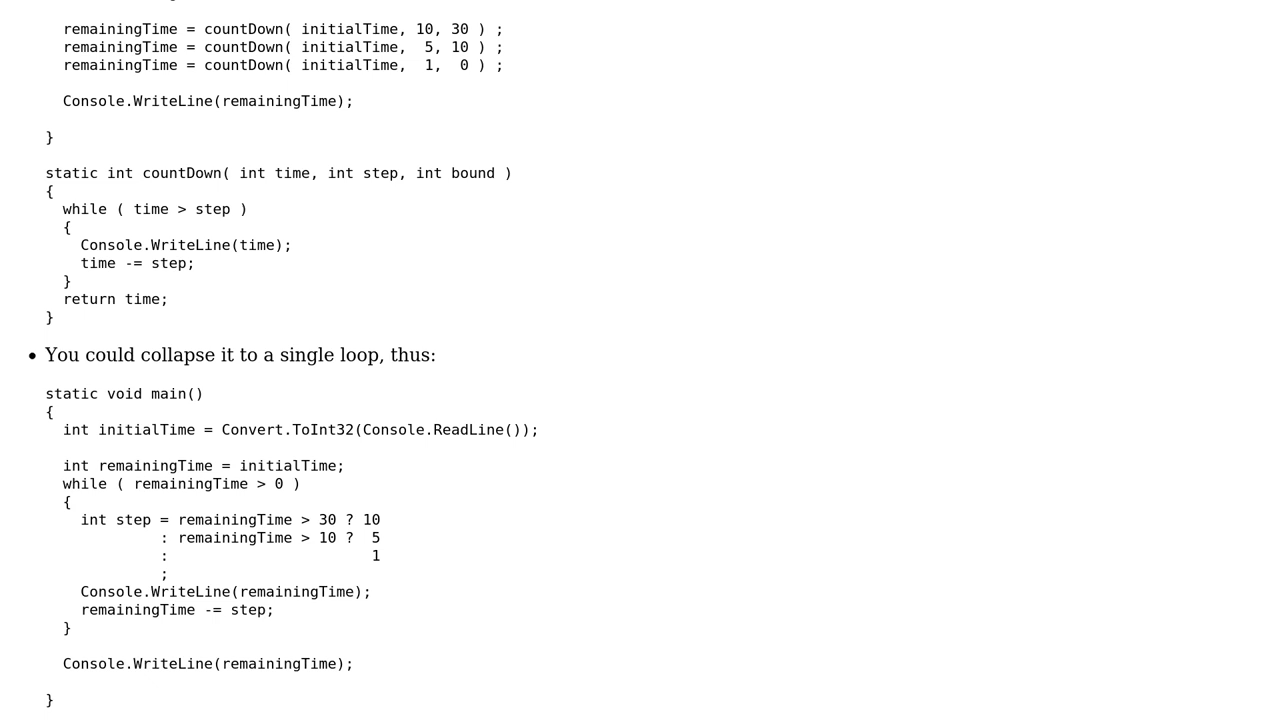 remainingTime = countDown( initialTime, 10, 30 ) ;
remainingTime = countDown( initialTime,  5, 10 ) ;
remainingTime = countDown( initialTime,  1,  0 ) ;
Console.WriteLine(remainingTime);
}
static int countDown( int time, int step, int bound )
{
while ( time > step )
{
Console.WriteLine(time);
time -= step;
}
return time;
}
• You could collapse it to a single loop, thus:
static void main()
{
int initialTime = Convert.ToInt32(Console.ReadLine());
int remainingTime = initialTime;
while ( remainingTime > 0 )
{
int step = remainingTime > 30 ? 10
: remainingTime > 10 ?  5
:                       1
;
Console.WriteLine(remainingTime);
remainingTime -= step;
}
Console.WriteLine(remainingTime);
}